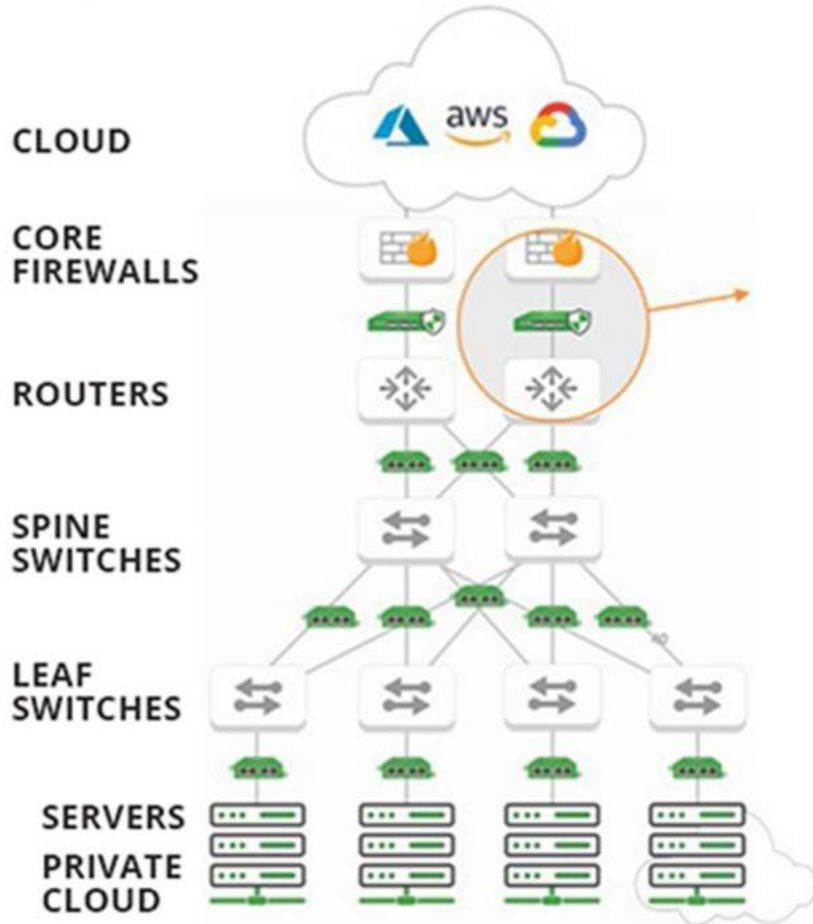 aws
CLOUD
CORE
FIREWALLS
ROUTERS
SPINE
SWITCHES
LEAF
SWITCHES
SERVERS
PRIVATE
CLOUD